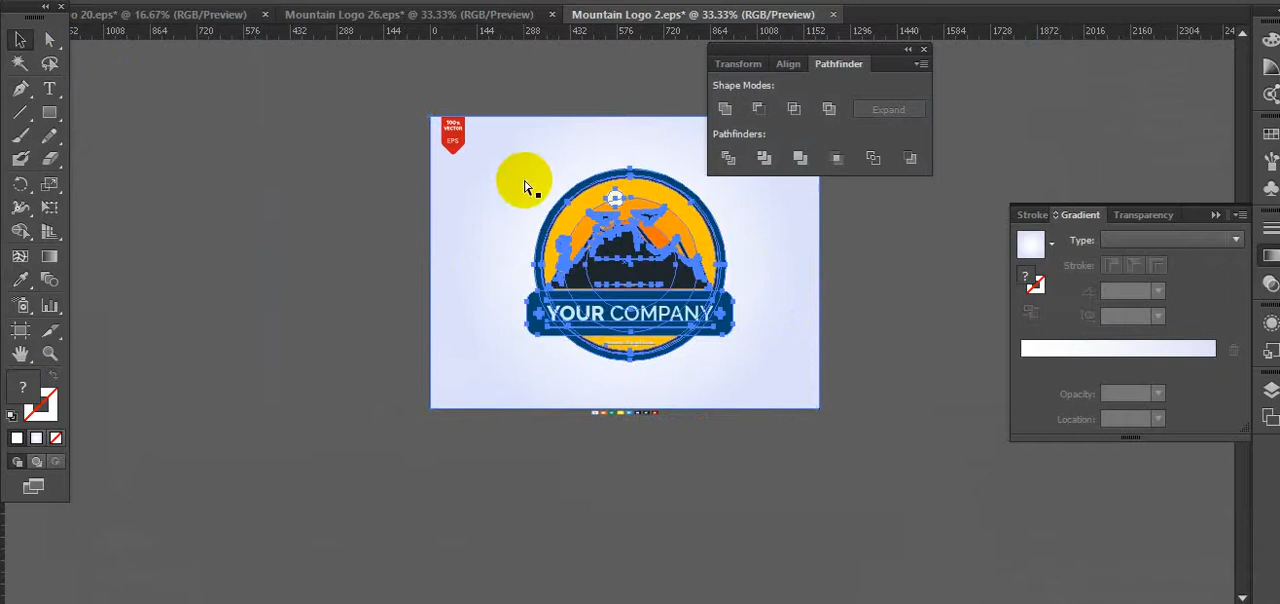 o 20.eps* @ 16.67% (RGB/Preview)
Mountain Logo 26.eps* @ 33.33% (RGB/Preview)
Mountain Logo 2.eps* @ 33.33% (RGB/Preview)
1008 864 720 576 432 288 144 0 144 288 432 576 720 864 1008 1152 1296 1440 1584 1728 1872 2016 2160 2304
Transform Align Pathfinder
Shape Modes:
Expand
Pathfinders:
100%
VECTOR
EPS
YOUR COMPANY
Stroke Gradient Transparency
Type:
Stroke:
Opacity:
Location:
?
?